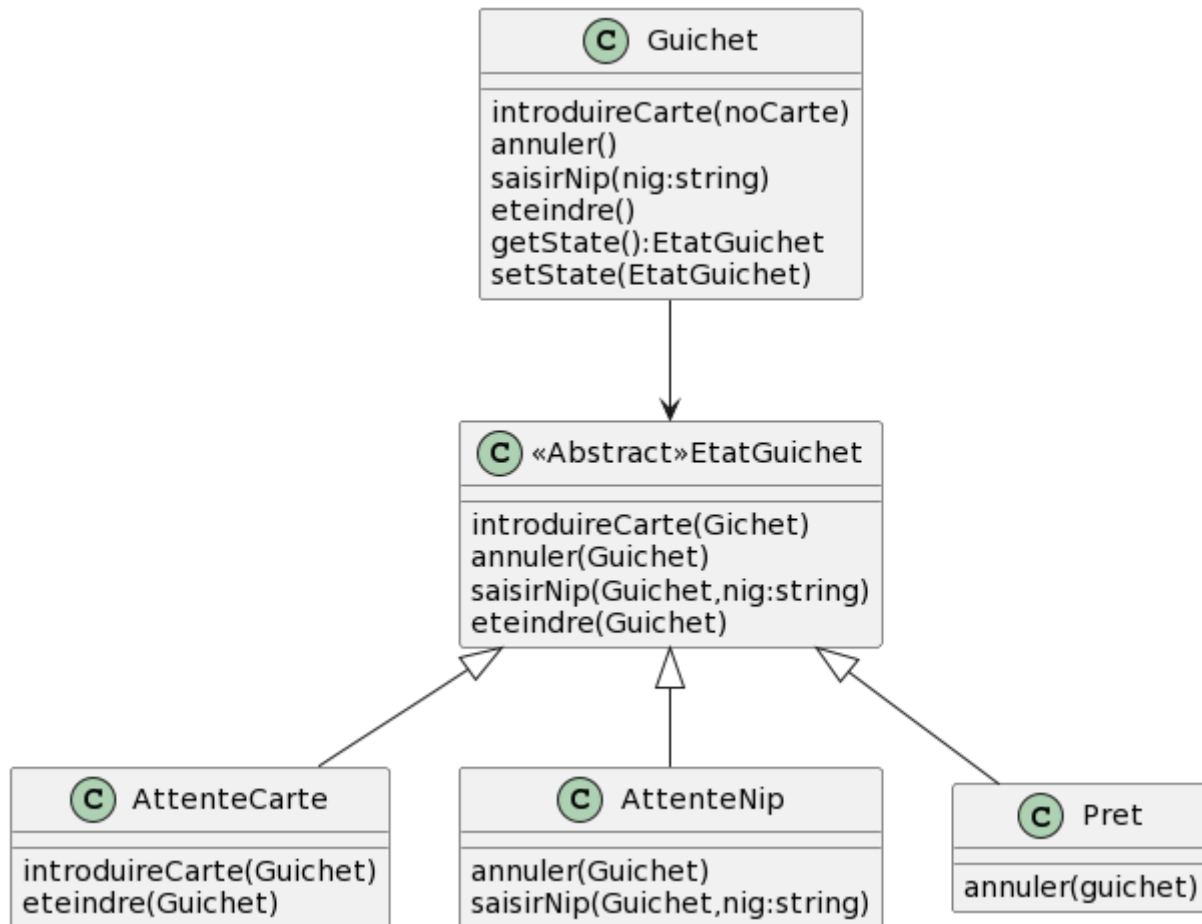 C Guichet
introduireCarte(noCarte)
annuler()
saisirNip(nig:string)
eteindre()
getState():EtatGuichet
setState(EtatGuichet)
C «Abstract»EtatGuichet
introduireCarte(Gichet)
annuler(Guichet)
saisirNip(Guichet,nig:string)
eteindre(Guichet)
C AttenteCarte
introduireCarte(Guichet)
eteindre(Guichet)
C AttenteNip
annuler(Guichet)
saisirNip(Guichet,nig:string)
C Pret
annuler(guichet)